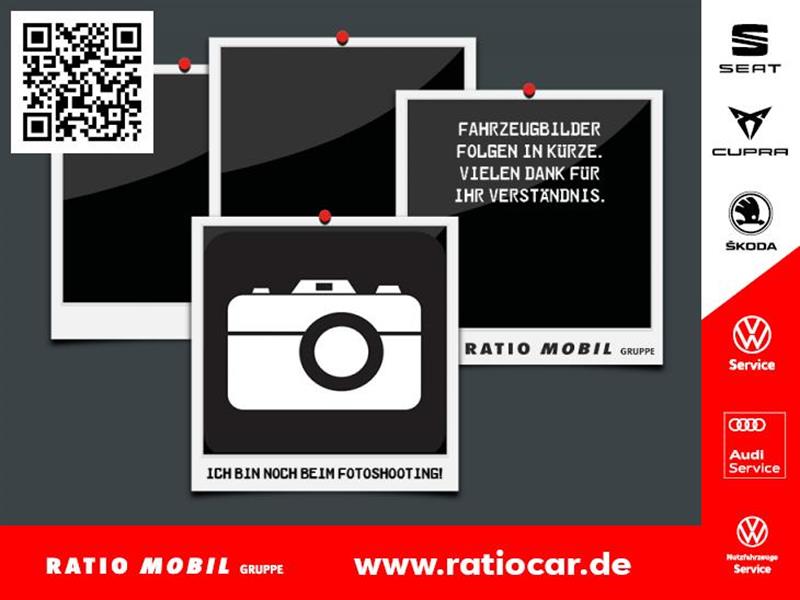 FAHRZEUGBILDER
FOLGEN IN KÜRZE.
VIELEN DANK FÜR
IHR VERSTÄNDNIS.
RATIO MOBIL GRUPPE
ICH BIN NOCH BEIM FOTOSHOOTING!
SEAT
CUPRA
ŠKODA
Service
Audi
Service
Nutzfahrzeuge
Service
RATIO MOBIL GRUPPE
www.ratiocar.de